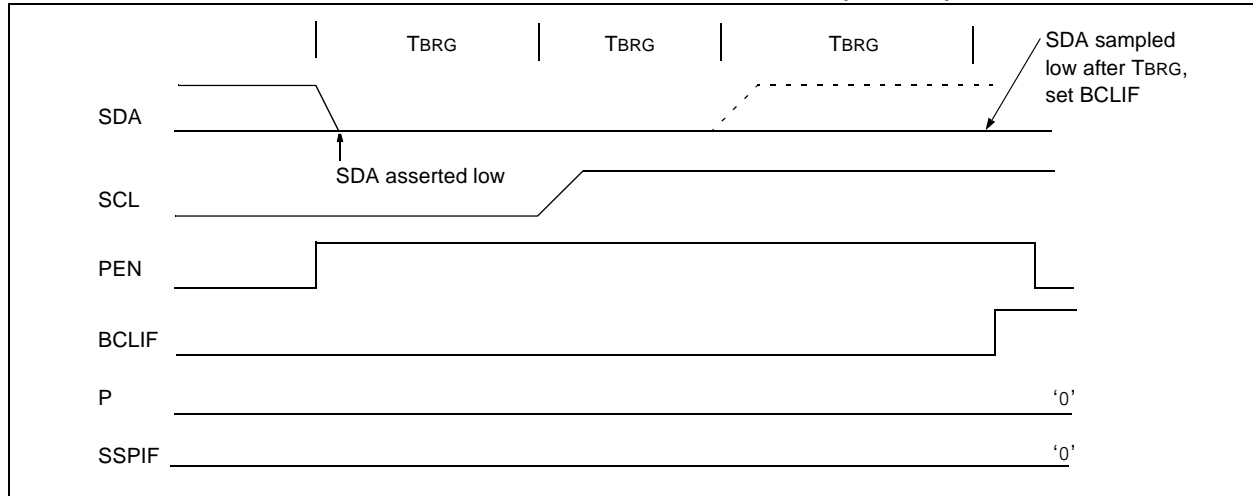 TBRG TBRG TBRG
SDA sampled
low after TBRG,
set BCLIF
SDA
SDA asserted low
SCL
PEN
BCLIF
P
‘0’
SSPIF
‘0’